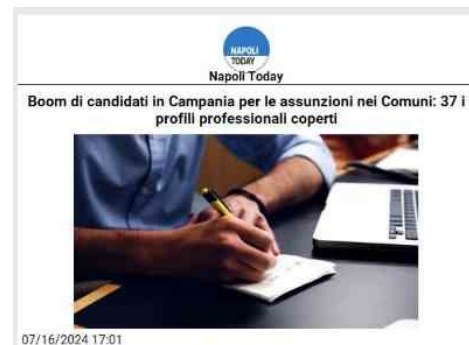 NAPOLI
TODAY
Napoli Today
Boom di candidati in Campania per le assunzioni nei Comuni: 37 i
profili professionali coperti
07/16/2024 17:01